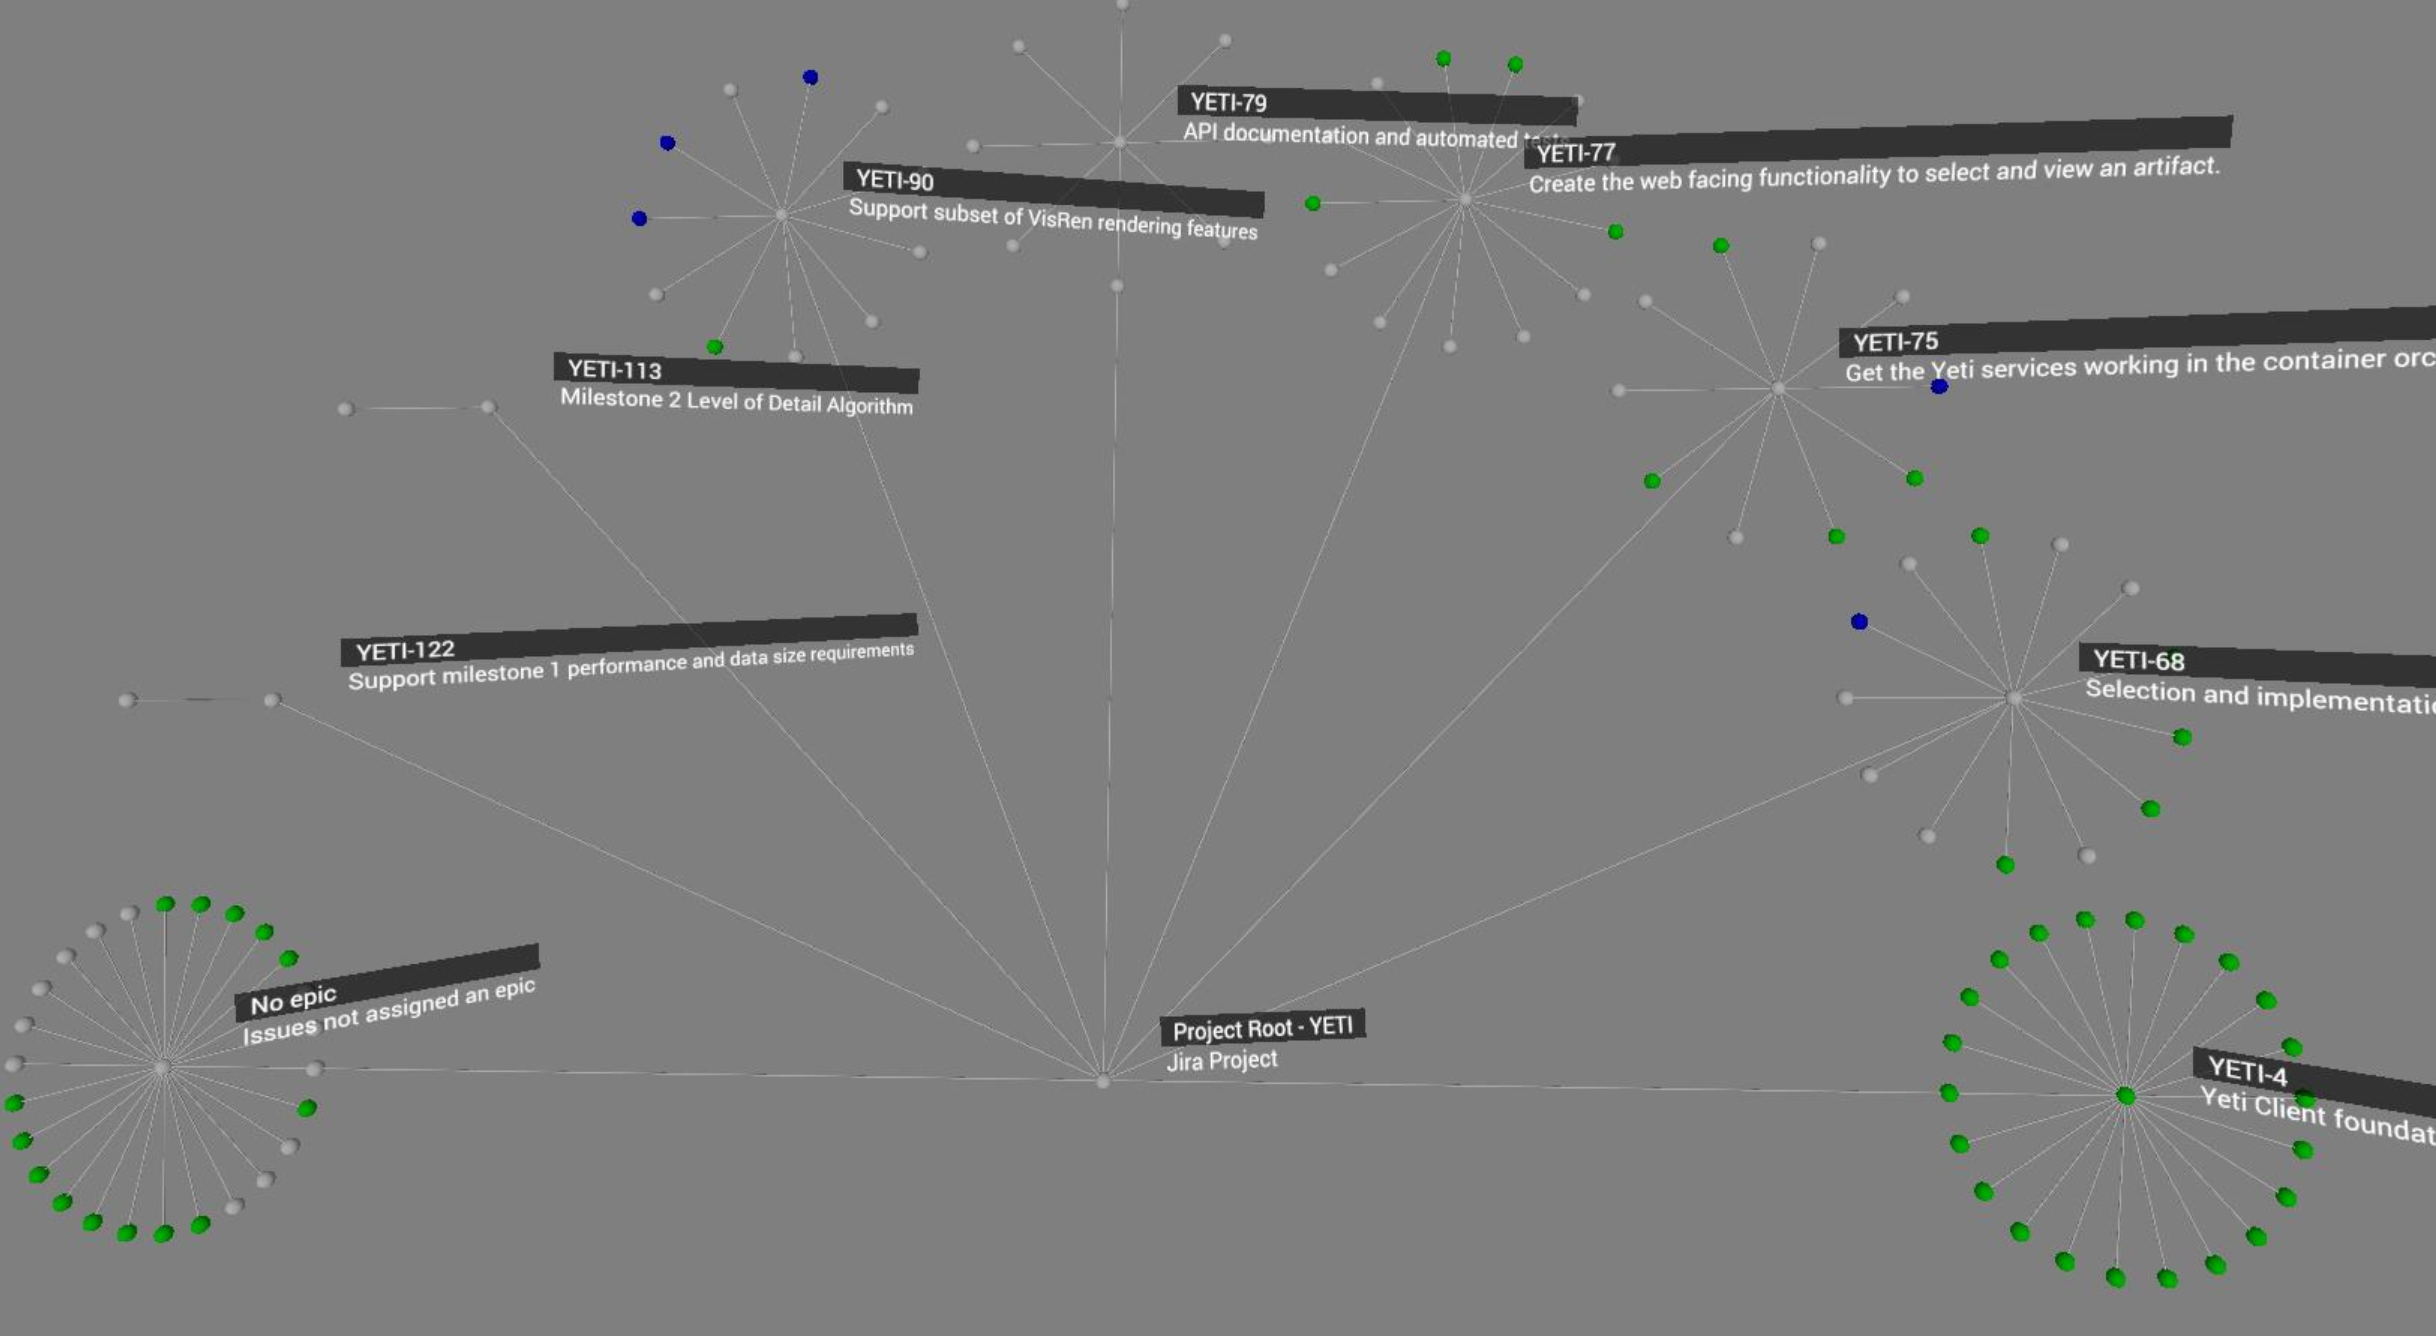 YETI-79
API documentation and automated tests
YETI-77
Create the web facing functionality to select and view an artifact.
YETI-90
Support subset of VisRen rendering features
YETI-75
Get the Yeti services working in the container orc
YETI-113
Milestone 2 Level of Detail Algorithm
YETI-122
Support milestone 1 performance and data size requirements
YETI-68
Selection and implementatio
No epic
Issues not assigned an epic
Project Root - YETI
Jira Project
YETI-4
Yeti Client foundat